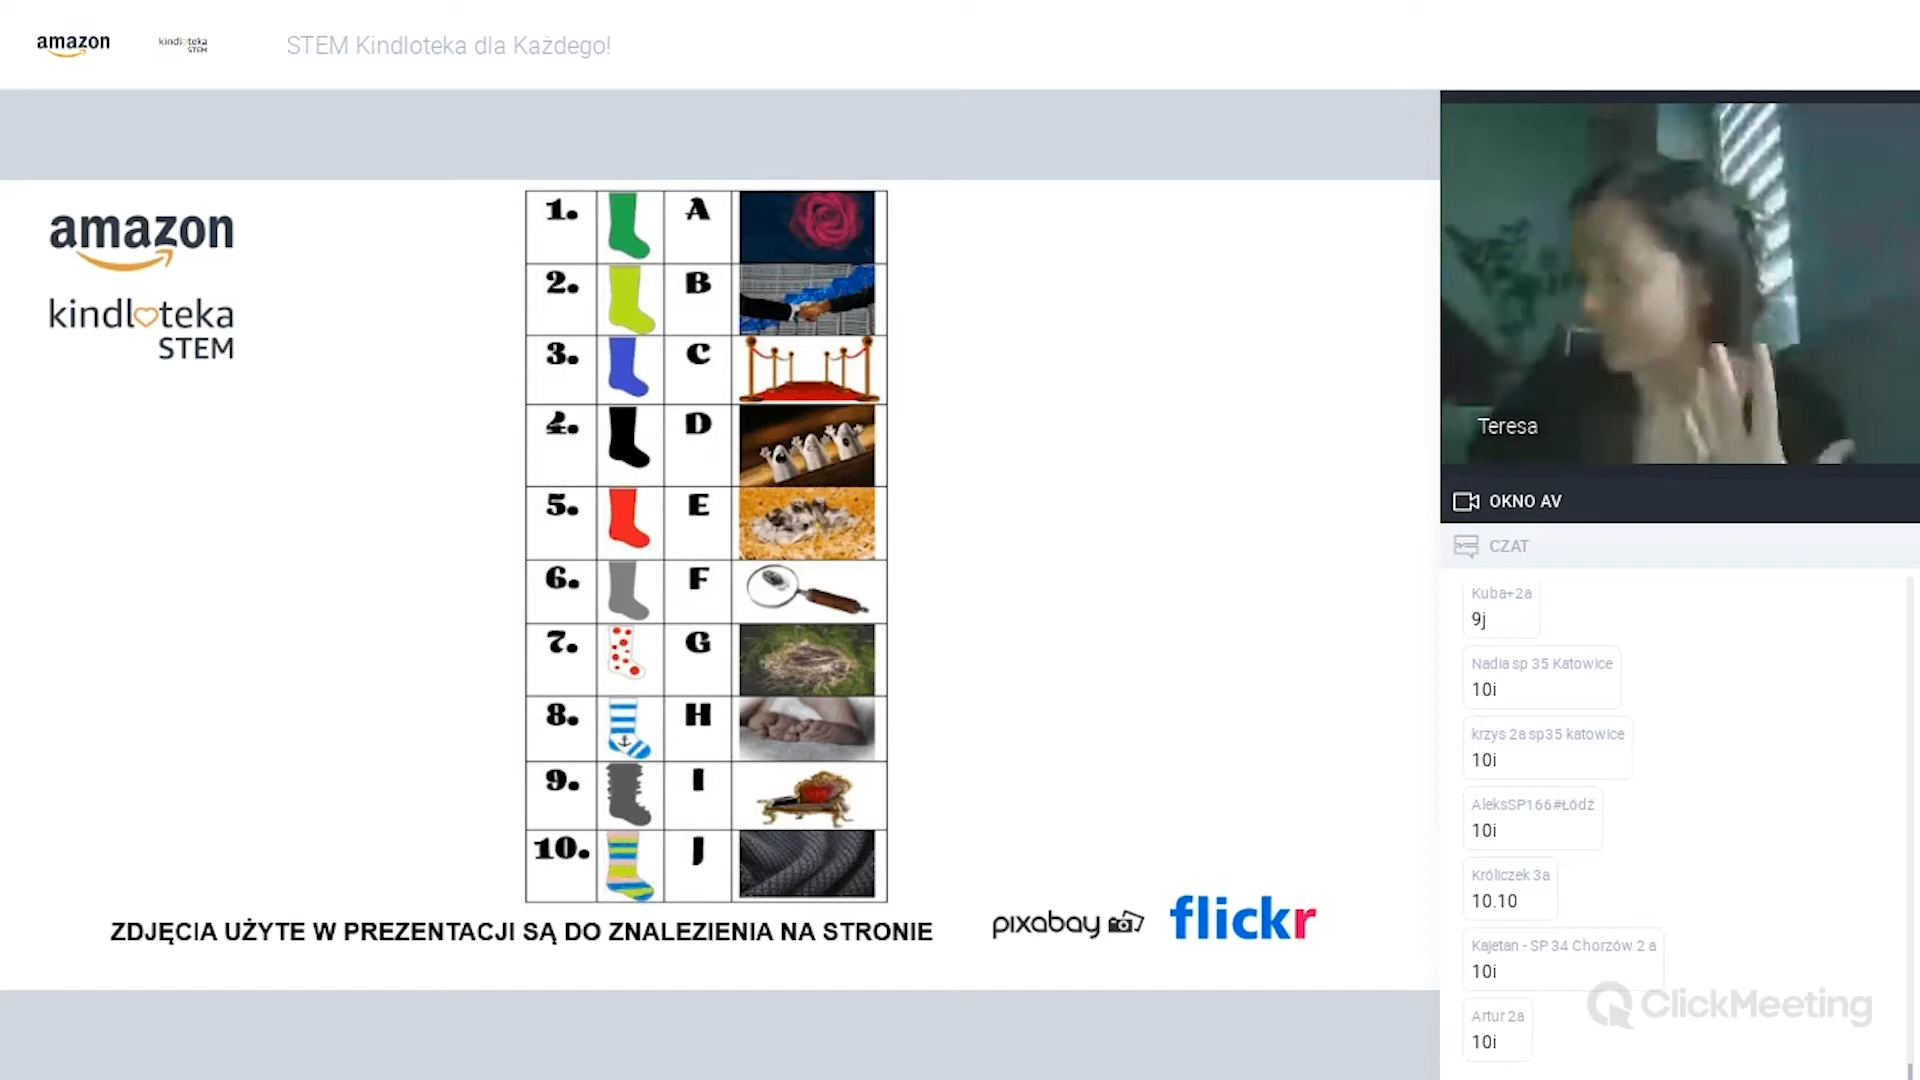 amazon
kindloteka
STEM
STEM Kindloteka dla Każdego!
amazon
kindloteka
STEM
1. A
2. B
3. C
4. D
5. E
6. F
7. G
8. H
9. I
10. J
ZDJĘCIA UŻYTE W PREZENTACJI SĄ DO ZNALEZIENIA NA STRONIE
pixabay
flickr
Teresa
OKNO AV
CZAT
Kuba+2a
9j
Nadia sp 35 Katowice
10i
krzys 2a sp35 katowice
10i
AleksSP166#Łódź
10i
Króliczek 3a
10.10
Kajetan - SP 34 Chorzów 2 a
10i
Artur 2a
10i
ClickMeeting